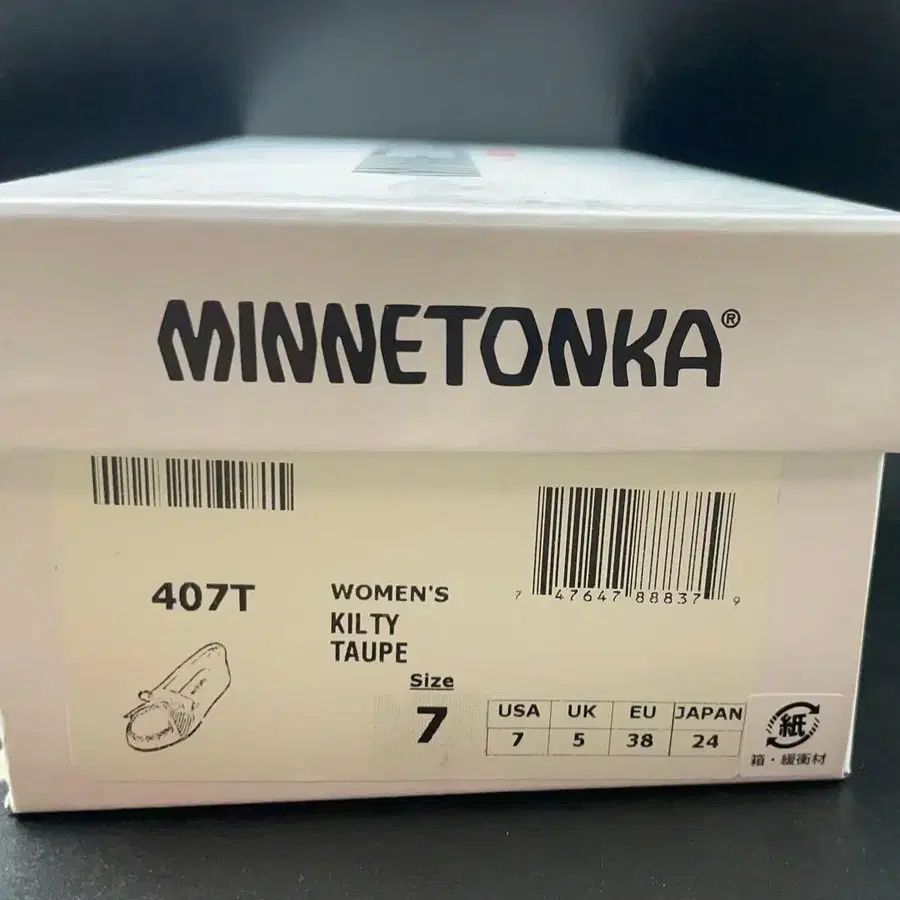 MINNETONKA®
407T
WOMEN'S
KILTY
TAUPE
7 47647 88837 9
Size
7
USA UK EU JAPAN
7 5 38 24
紙
箱・緩衝材